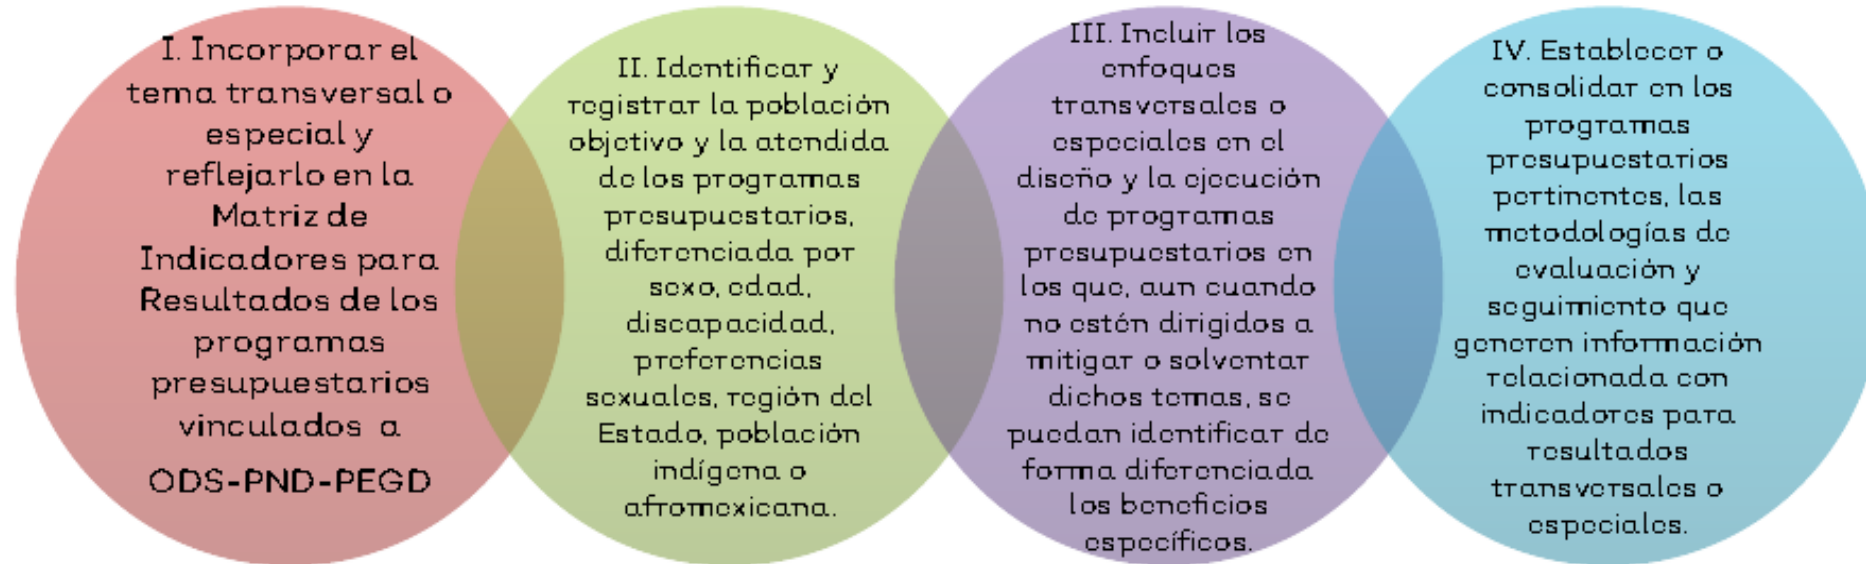 I. Incorporar el
tema transversal o
especial y
reflejarlo en la
Matriz de
Indicadores para
Resultados de los
programas
presupuestarios
vinculados a
ODS-PND-PEGD
II. Identificar y
registrar la población
objetivo y la atendida
de los programas
presupuestarios,
diferenciada por
sexo, edad,
discapacidad,
preferencias
sexuales, región del
Estado, población
indígena o
afromexicana.
III. Incluir los
enfoques
transversales o
especiales en el
diseño y la ejecución
de programas
presupuestarios en
los que, aun cuando
no estén dirigidos a
mitigar o solventar
dichos temas, se
puedan identificar de
forma diferenciada
los beneficios
específicos.
IV. Establecer o
consolidar en los
programas
presupuestarios
pertinentes, las
metodologías de
evaluación y
seguimiento que
generen información
relacionada con
indicadores para
resultados
transversales o
especiales.